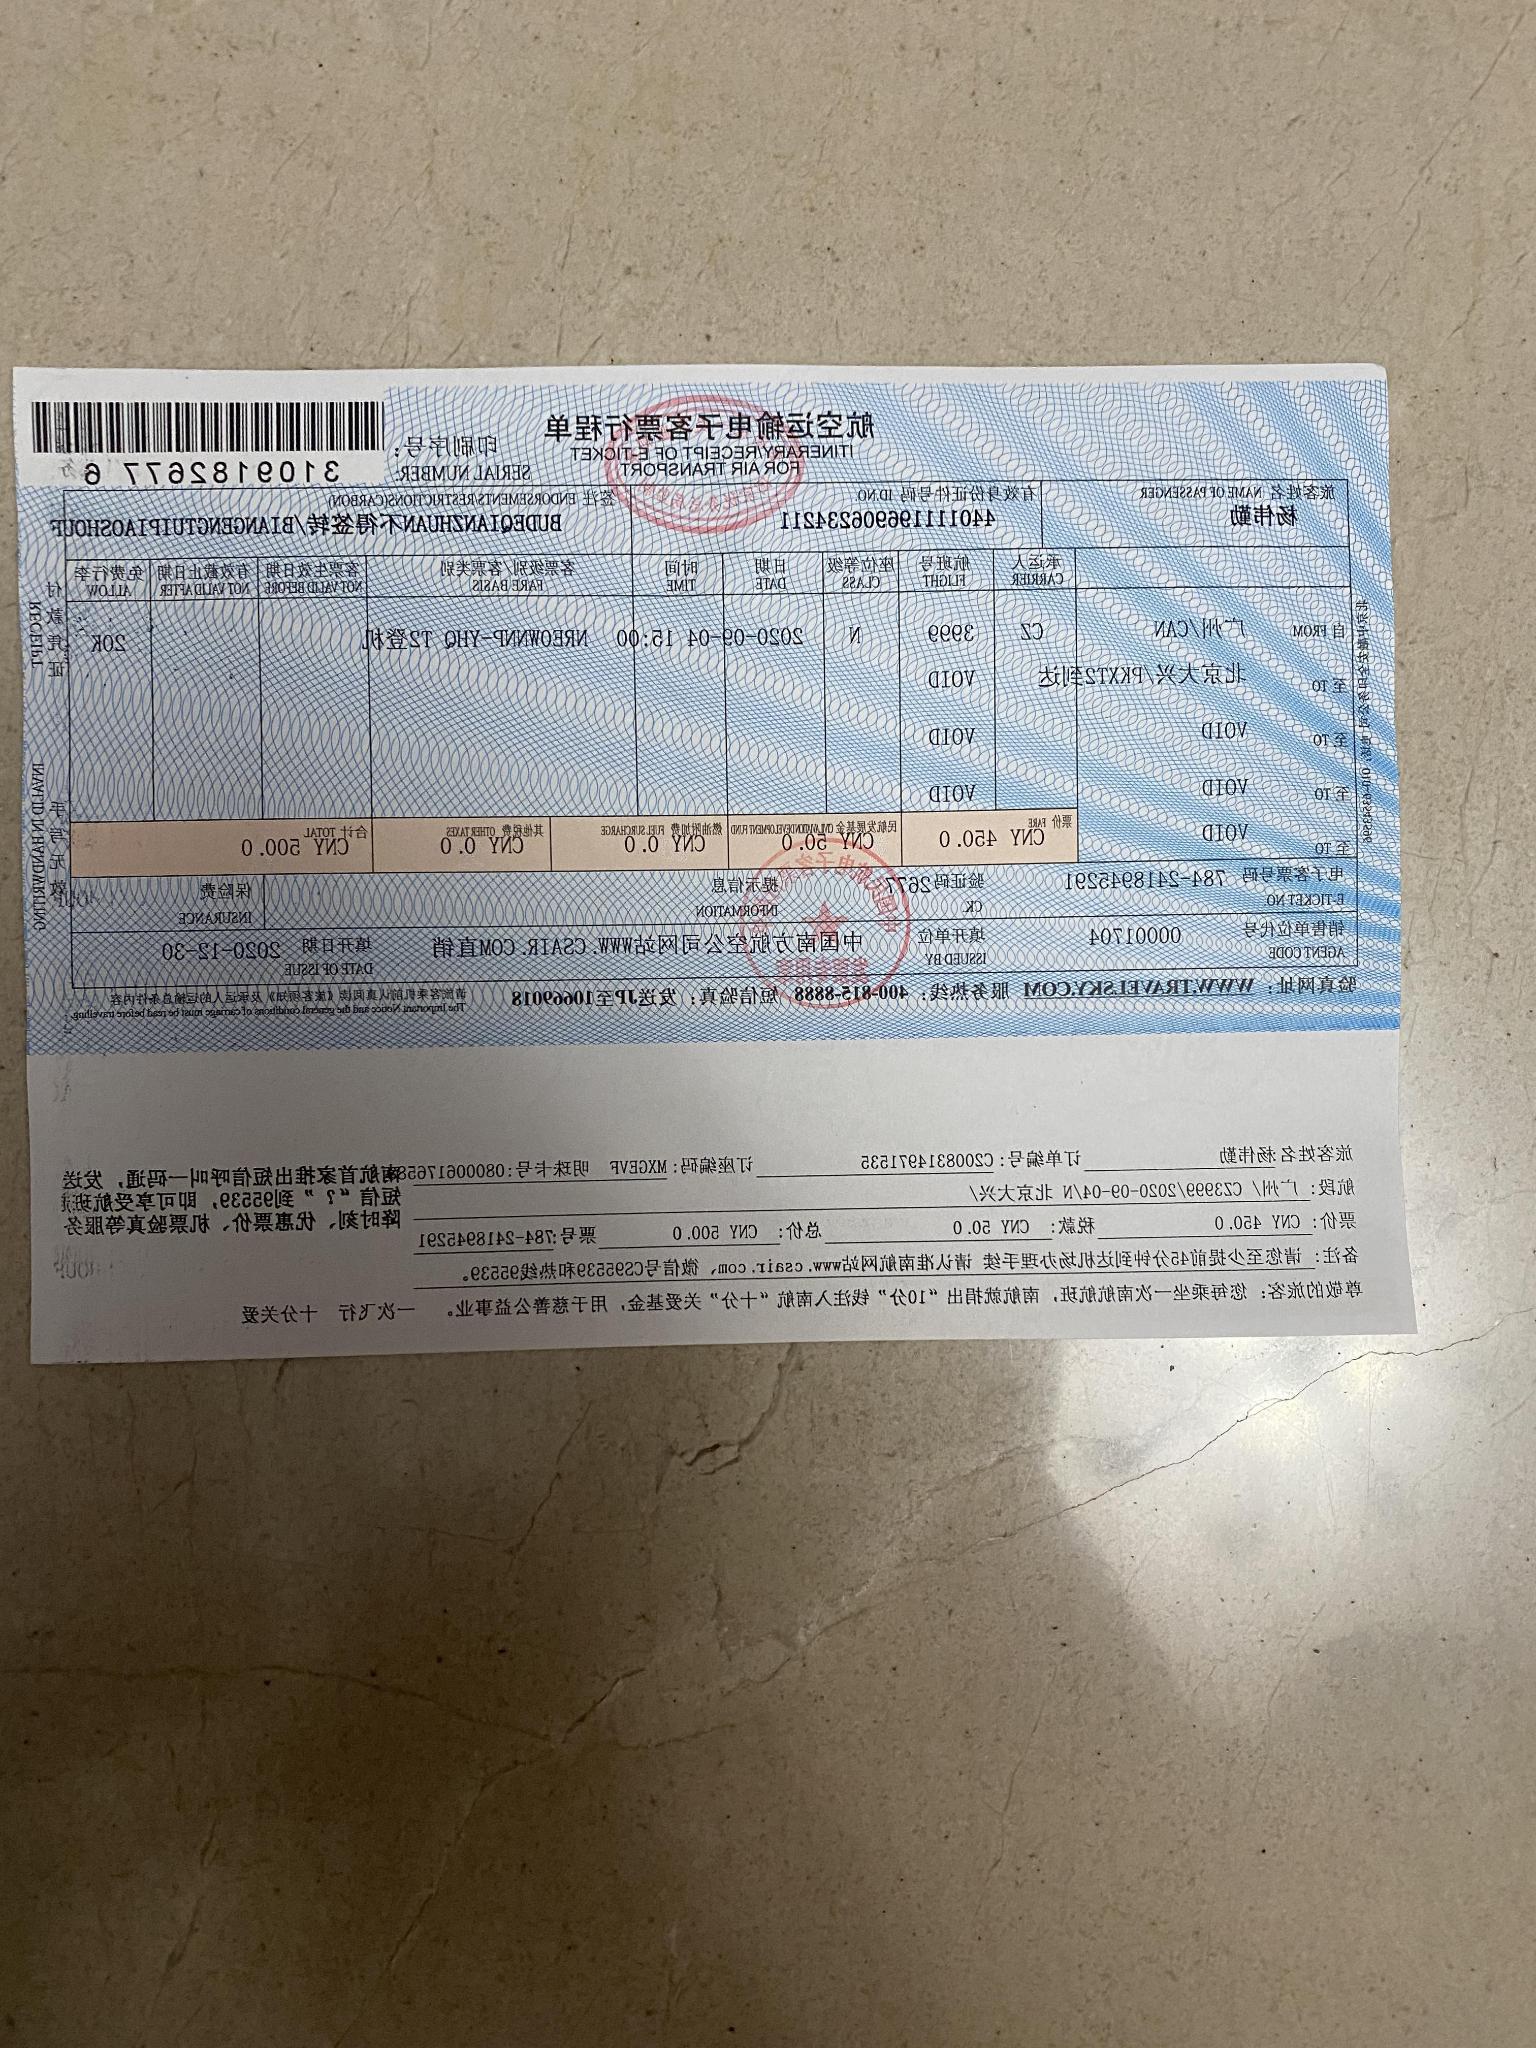 航空运输电子客票行程单
ITINERARY/RECEIPT OF E-TICKET
FOR AIR TRANSPORT
印刷序号:
SERIAL NUMBER:
3109182677 6
旅客姓名 NAME OF PASSENGER
杨伟勤
有效身份证件号码 ID.NO.
440111196906234211
签注 ENDORSEMENTS/RESTRICTIONS(CARBON)
BUDEQIANZHUAN不得签转/BIANGENGTUIPIAOSHOUF
承运人 CARRIER
航班号 FLIGHT
座位等级 CLASS
日期 DATE
时间 TIME
客票级别/客票类别 FARE BASIS
客票生效日期 NOT VALID BEFORE
有效截止日期 NOT VALID AFTER
免费行李 ALLOW
自 FROM 广州/CAN CZ 3999 N 2020-09-04 15:00 NREOWNNP-YHQ T2登机 20K
至 TO 北京大兴/PKXT2到达 VOID
至 TO VOID VOID
至 TO VOID VOID
至 TO VOID
票价 FARE CNY 450.0
民航发展基金 CIVIL AVIATION DEVELOPMENT FUND CNY 50.0
燃油附加费 FUEL SURCHARGE CNY 0.0
其他税费 OTHER TAXES CNY 0.0
合计 TOTAL CNY 500.0
电子客票号码 784-2418945291
E-TICKET NO
验证码 2677
CK
提示信息
INFORMATION
保险费
INSURANCE
销售单位代号 00001704
AGENT CODE
填开单位 中国南方航空公司网站WWW.CSAIR.COM直销
ISSUED BY
填开日期 2020-12-30
DATE OF ISSUE
验真网址: WWW.TRAVELSKY.COM 服务热线: 400-815-8888 短信验真: 发送JP至10669018
请旅客乘机前认真阅读《旅客须知》及承运人的运输总条件内容
The Important Notice and the general conditions of carriage must be read before travelling.
付款凭证
RECEIPT
手写无效
INVALID IN HANDWRITING
旅客姓名 杨伟勤 订单编号: C2008314971535 订座编码: MXGEVF 明珠卡号:080006176583
航段: 广州/ CZ3999/2020-09-04/N 北京大兴/
票价: CNY 450.0 税款: CNY 50.0 总价: CNY 500.0 票号:784-2418945291
备注: 请您至少提前45分钟到达机场办理手续 请认准南航网站www.csair.com、微信号CS95539和热线95539。
尊敬的旅客: 您每乘坐一次南航航班, 南航就捐出“10分”钱注入南航“十分”关爱基金, 用于慈善公益事业。 一次飞行 十分关爱
南航首家推出短信呼叫一码通, 发送
短信“?”到95539, 即可享受航班
降时刻、优惠票价、机票验真等服务